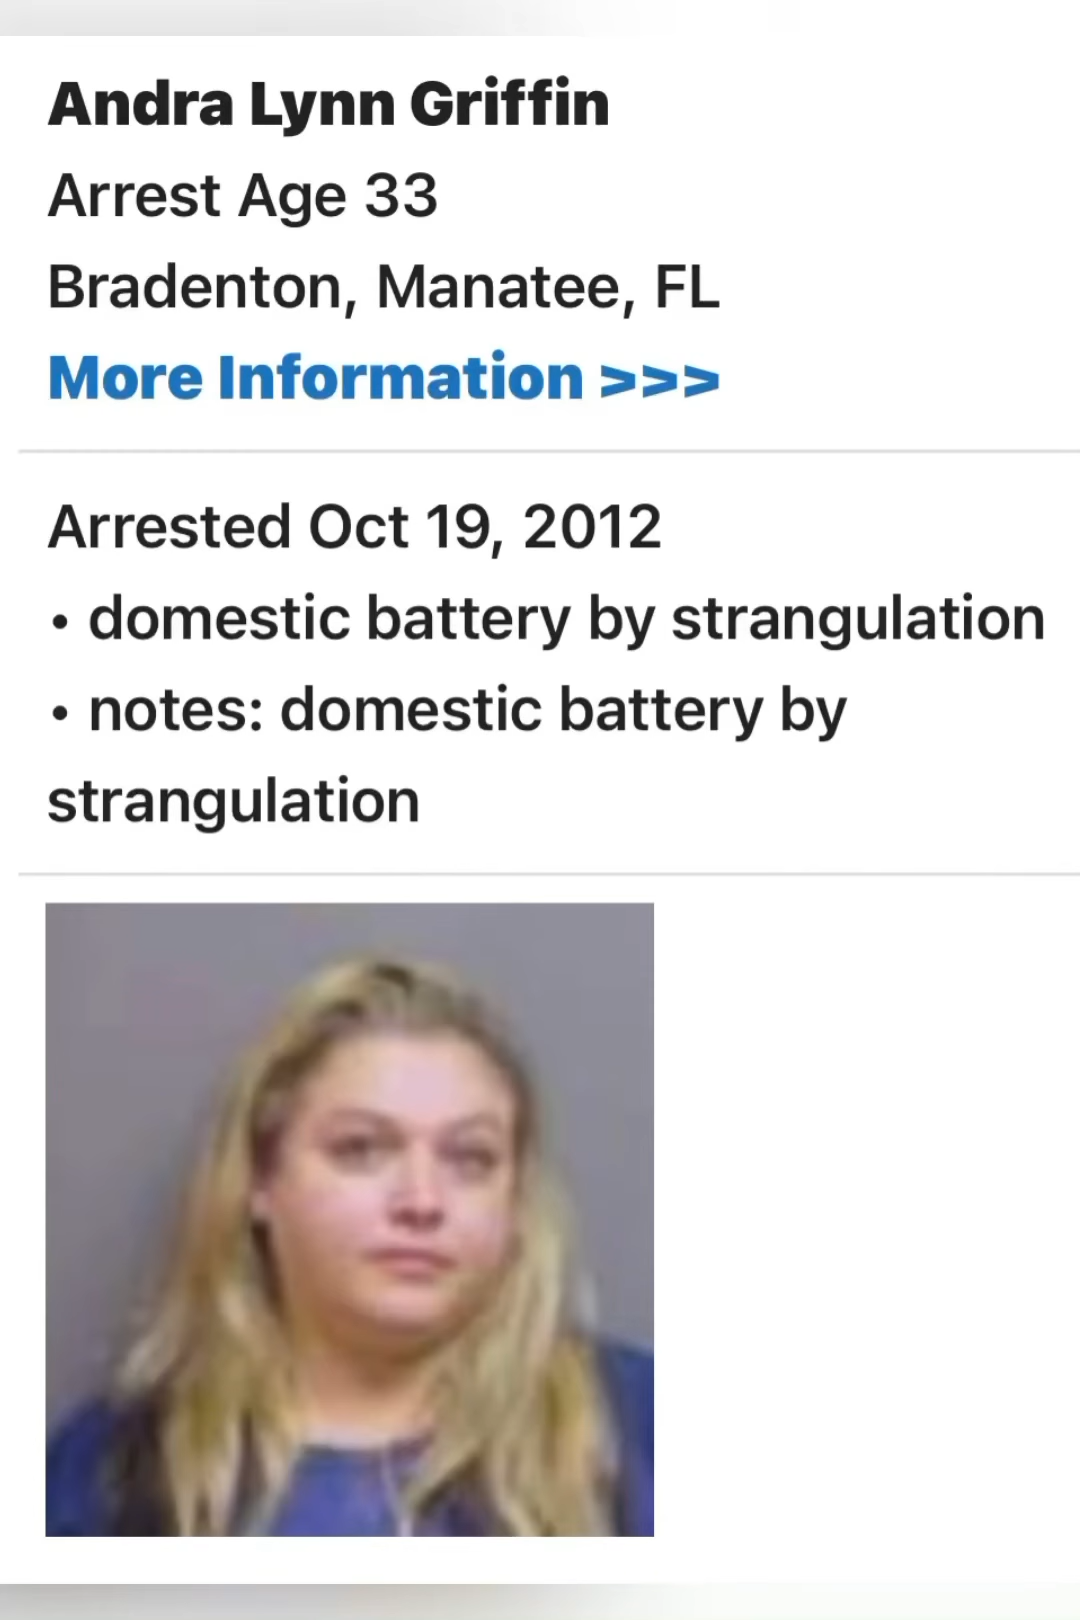 Andra Lynn Griffin
Arrest Age 33
Bradenton, Manatee, FL
More Information >>>
Arrested Oct 19, 2012
• domestic battery by strangulation
• notes: domestic battery by
strangulation